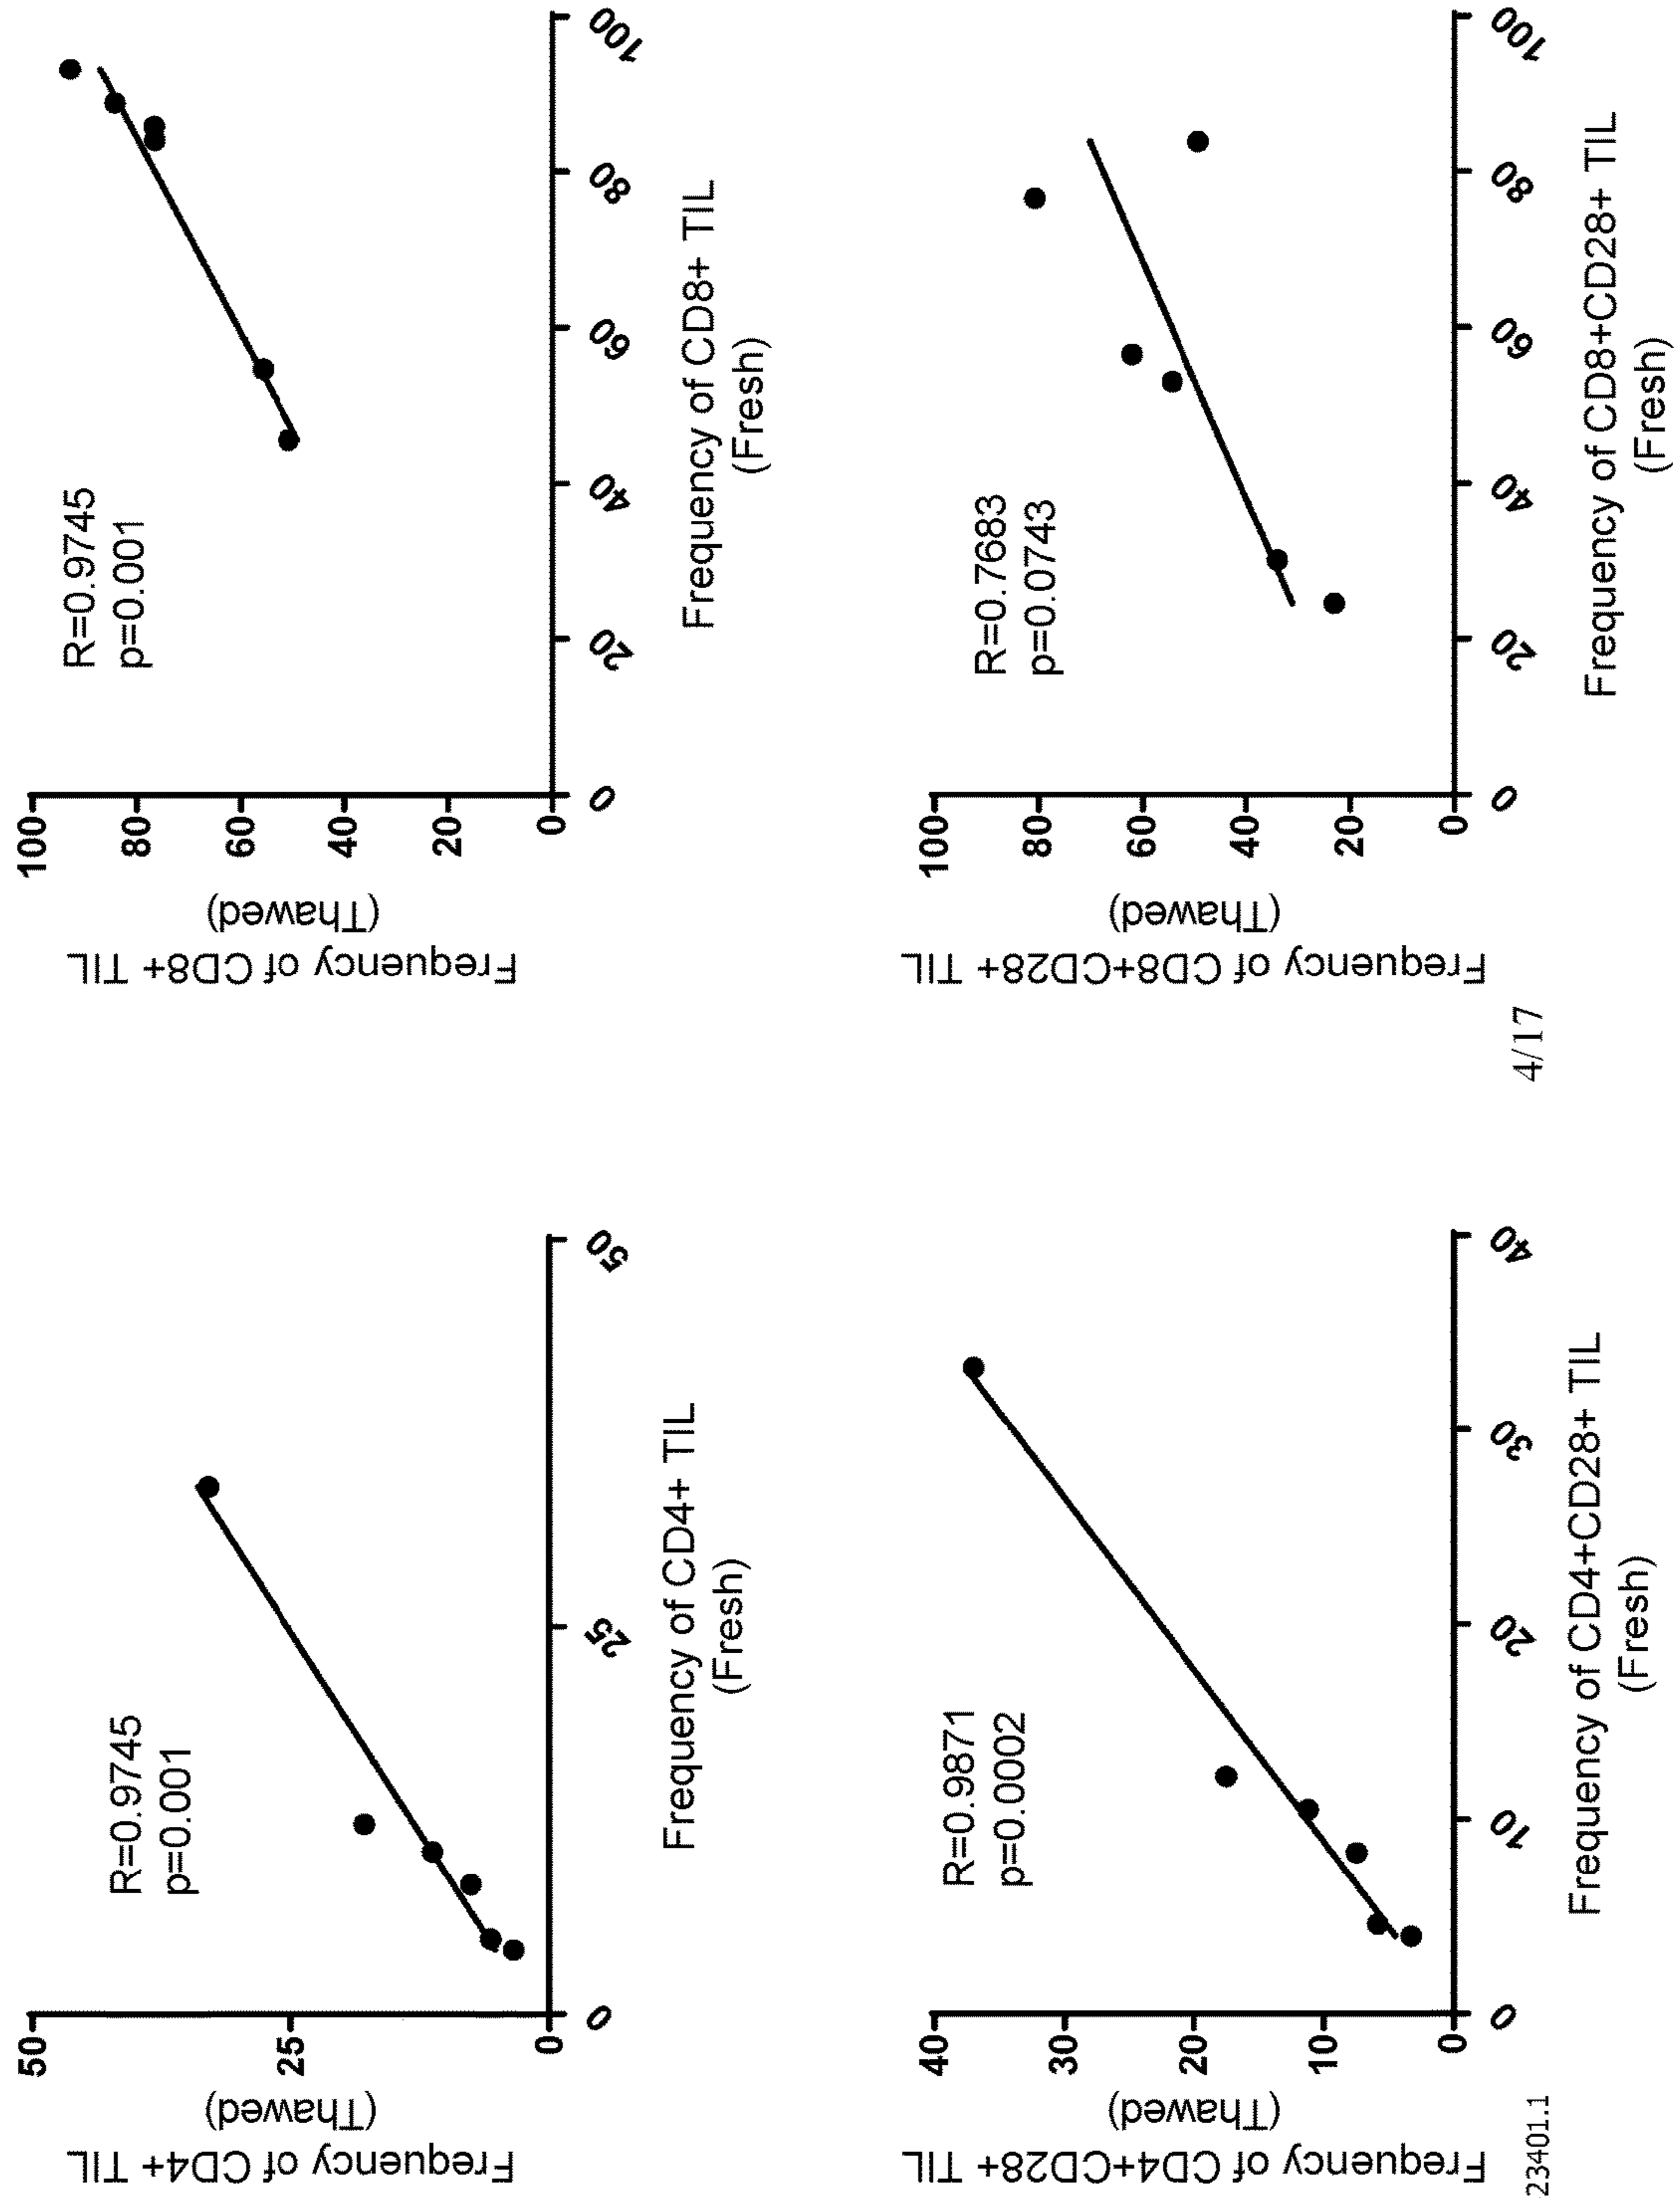 Frequency of CD4+ TIL
(Thawed)
50
25
0
R=0.9745
p=0.001
0
25
50
Frequency of CD4+ TIL
(Fresh)
Frequency of CD8+ TIL
(Thawed)
100
80
60
40
20
0
R=0.9745
p=0.001
0
20
40
60
80
100
Frequency of CD8+ TIL
(Fresh)
Frequency of CD4+CD28+ TIL
(Thawed)
40
30
20
10
0
R=0.9871
p=0.0002
0
10
20
30
40
Frequency of CD4+CD28+ TIL
(Fresh)
Frequency of CD8+CD28+ TIL
(Thawed)
100
80
60
40
20
0
R=0.7683
p=0.0743
0
20
40
60
80
100
Frequency of CD8+CD28+ TIL
(Fresh)
23401.1
4/17